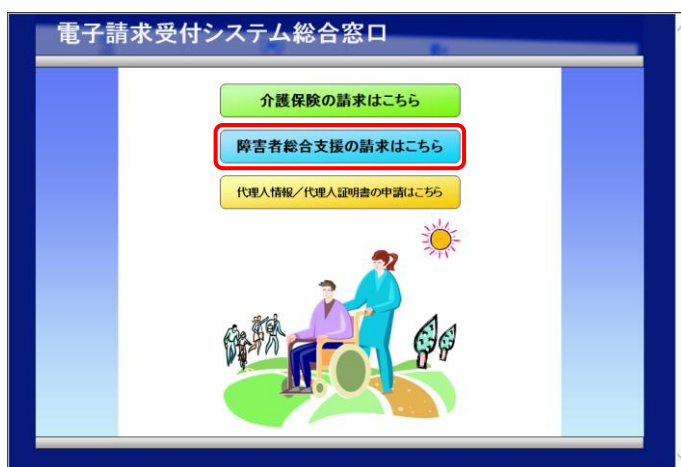 電子請求受付システム総合窓口
介護保険の請求はこちら
障害者総合支援の請求はこちら
代理人情報／代理人証明書の申請はこちら